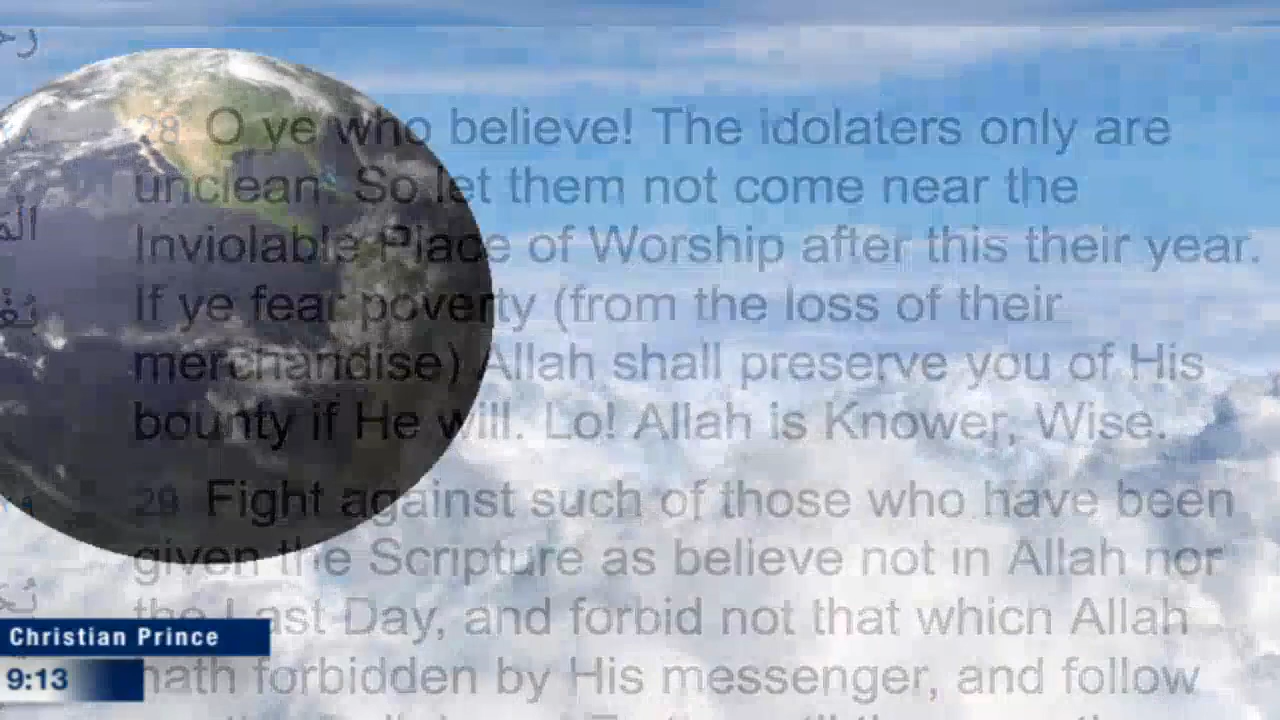 28 O ye who believe! The idolaters only are
unclean. So let them not come near the
Inviolable Place of Worship after this their year.
If ye fear poverty (from the loss of their
merchandise) Allah shall preserve you of His
bounty if He will. Lo! Allah is Knower, Wise.
29 Fight against such of those who have been
given the Scripture as believe not in Allah nor
the Last Day, and forbid not that which Allah
hath forbidden by His messenger, and follow
Christian Prince
9:13